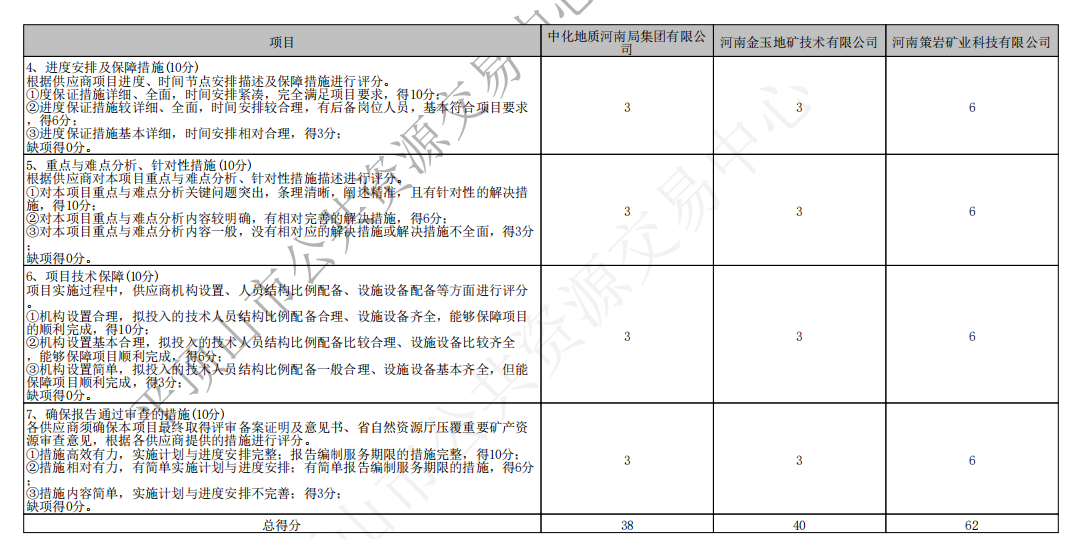 项目
中化地质河南局集团有限公
司
河南金玉地矿技术有限公司
河南策岩矿业科技有限公司
4、进度安排及保障措施(10分)
根据供应商项目进度、时间节点安排描述及保障措施进行评分。
①度保证措施详细、全面，时间安排紧凑，完全满足项目要求，得10分；
②进度保证措施较详细、全面，时间安排较合理，有后备岗位人员，基本符合项目要求
，得6分；
③进度保证措施基本详细，时间安排相对合理，得3分；
缺项得0分。
3
3
6
5、重点与难点分析、针对性措施(10分)
根据供应商对本项目重点与难点分析、针对性措施描述进行评分。
①对本项目重点与难点分析关键问题突出，条理清晰，阐述精准，且有针对性的解决措
施，得10分；
②对本项目重点与难点分析内容较明确，有相对完善的解决措施，得6分；
③对本项目重点与难点分析内容一般，没有相对应的解决措施或解决措施不全面，得3分
；
缺项得0分。
3
3
6
6、项目技术保障(10分)
项目实施过程中，供应商机构设置、人员结构比例配备、设施设备配备等方面进行评分
。
①机构设置合理，拟投入的技术人员结构比例配备合理、设施设备齐全，能够保障项目
的顺利完成，得10分；
②机构设置基本合理，拟投入的技术人员结构比例配备比较合理、设施设备比较齐全
，能够保障项目顺利完成，得6分；
③机构设置简单，拟投入的技术人员结构比例配备一般合理、设施设备基本齐全，但能
保障项目顺利完成，得3分；
缺项得0分。
3
3
6
7、确保报告通过审查的措施(10分)
各供应商须确保本项目最终取得评审备案证明及意见书、省自然资源厅压覆重要矿产资
源审查意见，根据各供应商提供的措施进行评分。
①措施高效有力，实施计划与进度安排完整；报告编制服务期限的措施完整，得10分；
②措施相对有力，有简单实施计划与进度安排；有简单报告编制服务期限的措施，得6分
；
③措施内容简单，实施计划与进度安排不完善；得3分；
缺项得0分。
3
3
6
总得分
38
40
62
平顶山市公共资源交易中心
山市公共资源交易中心